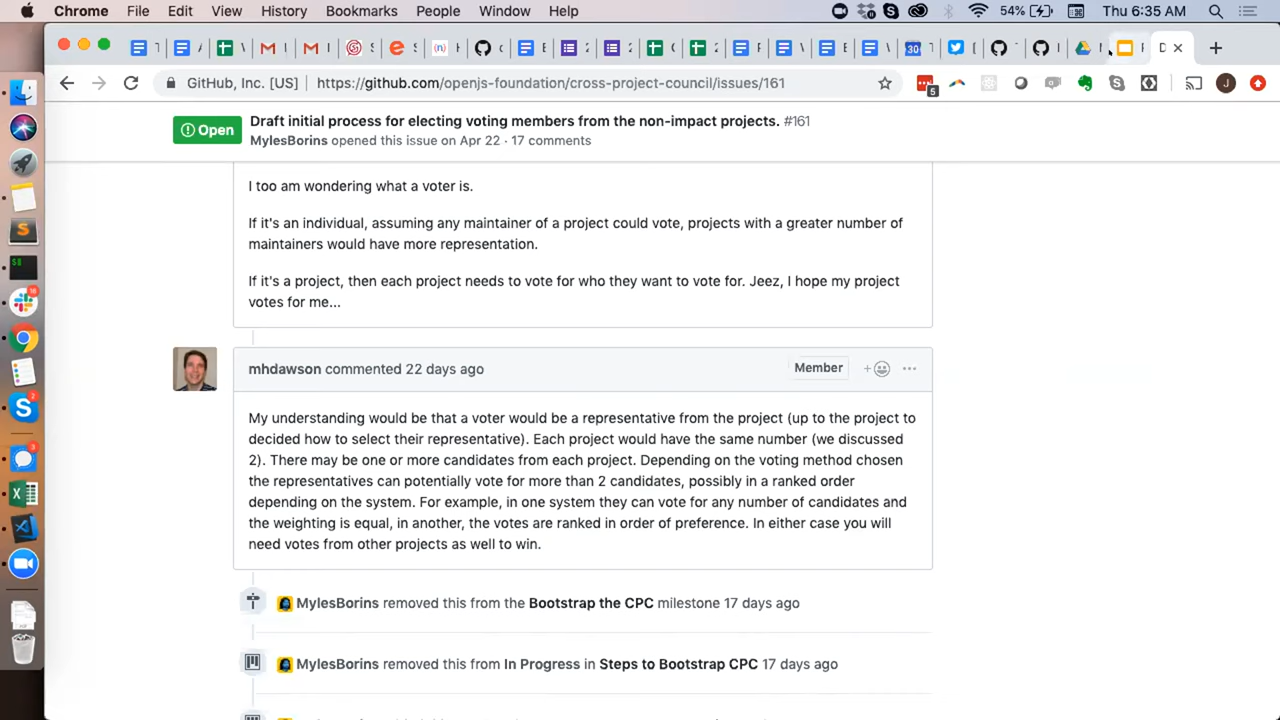 Chrome File Edit View History Bookmarks People Window Help 54% Thu 6:35 AM
GitHub, Inc. [US] https://github.com/openjs-foundation/cross-project-council/issues/161
Open Draft initial process for electing voting members from the non-impact projects. #161
MylesBorins opened this issue on Apr 22 · 17 comments
I too am wondering what a voter is.
If it's an individual, assuming any maintainer of a project could vote, projects with a greater number of
maintainers would have more representation.
If it's a project, then each project needs to vote for who they want to vote for. Jeez, I hope my project
votes for me...
mhdawson commented 22 days ago Member
My understanding would be that a voter would be a representative from the project (up to the project to
decided how to select their representative). Each project would have the same number (we discussed
2). There may be one or more candidates from each project. Depending on the voting method chosen
the representatives can potentially vote for more than 2 candidates, possibly in a ranked order
depending on the system. For example, in one system they can vote for any number of candidates and
the weighting is equal, in another, the votes are ranked in order of preference. In either case you will
need votes from other projects as well to win.
MylesBorins removed this from the Bootstrap the CPC milestone 17 days ago
MylesBorins removed this from In Progress in Steps to Bootstrap CPC 17 days ago